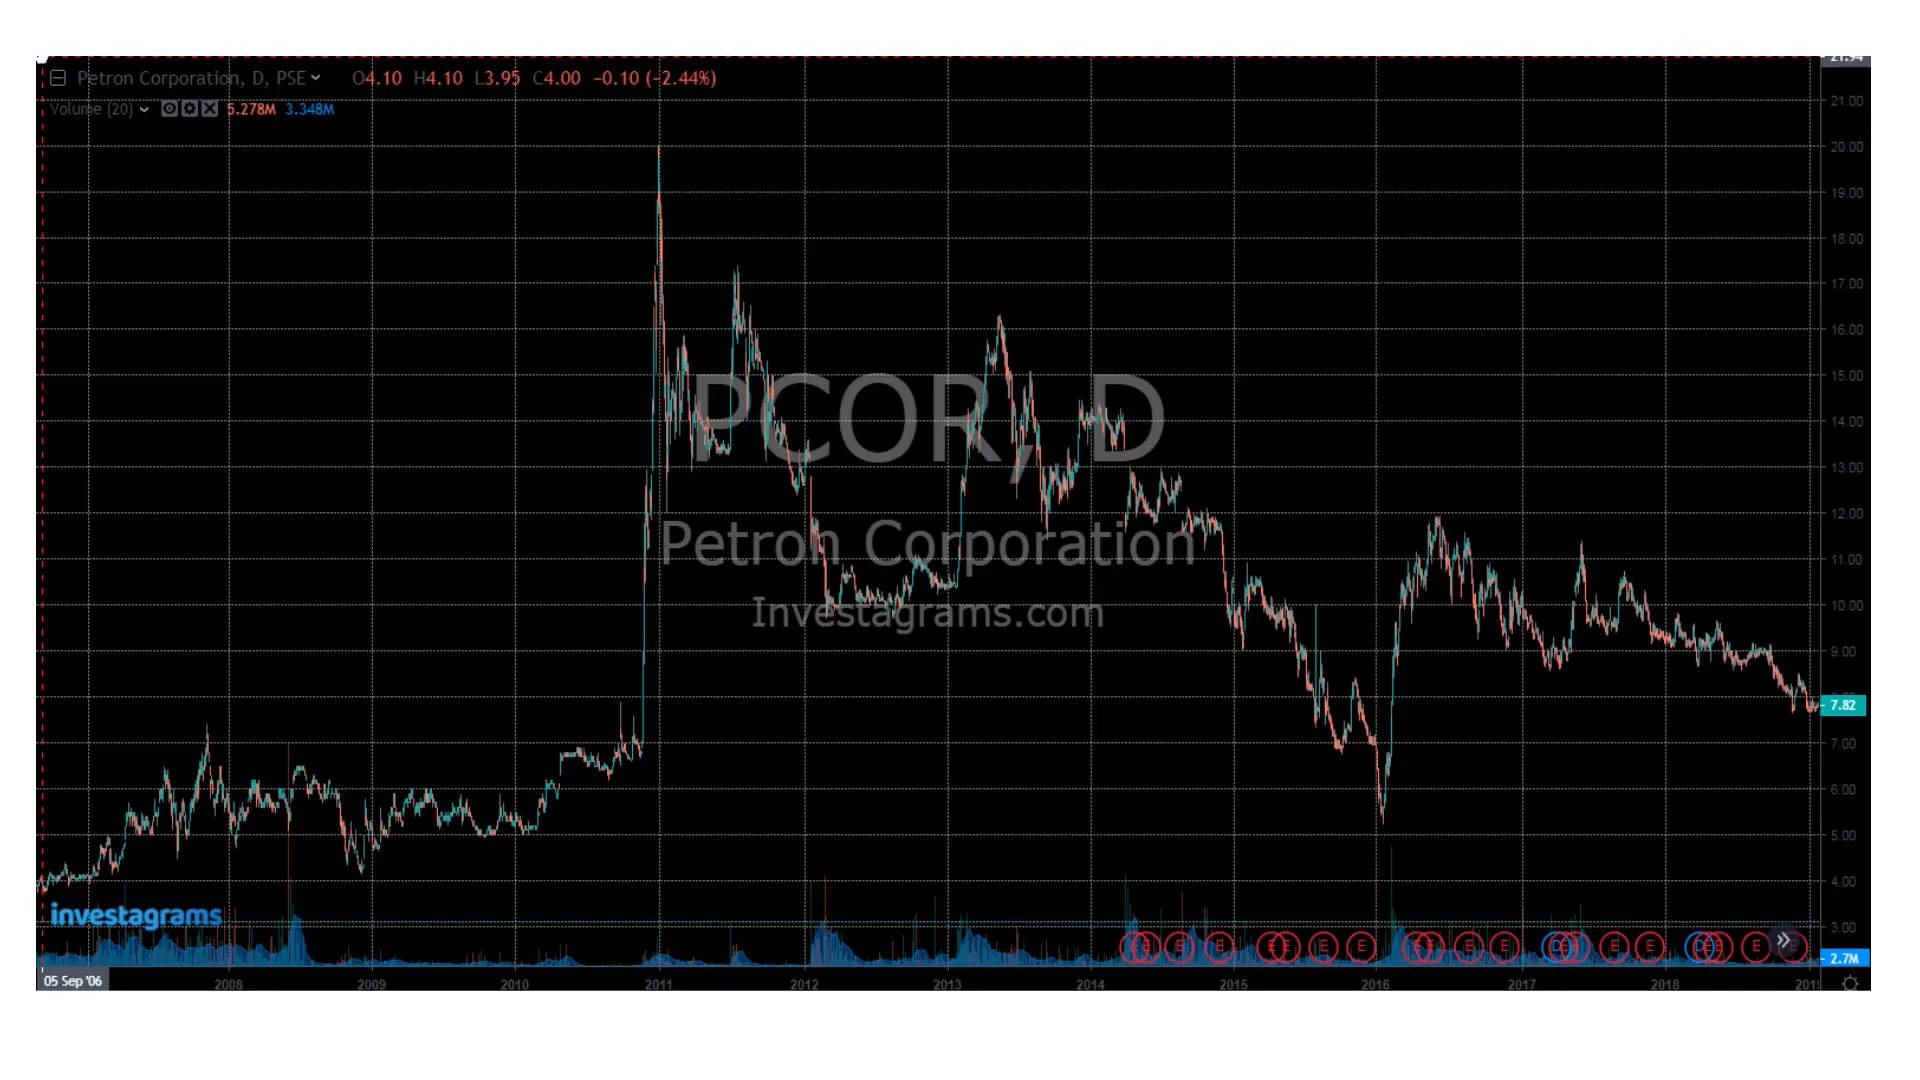 21.94
Petron Corporation, D, PSE O4.10 H4.10 L3.95 C4.00 −0.10 (−2.44%)
Volume (20) 5.278M 3.348M
21.00
20.00
19.00
18.00
17.00
16.00
15.00
14.00
13.00
12.00
11.00
10.00
9.00
7.82
7.00
6.00
5.00
4.00
3.00
2.7M
PCOR, D
Petron Corporation
Investagrams.com
investagrams
E E E E E E E E E E E D E E E D E E
05 Sep '06 2008 2009 2010 2011 2012 2013 2014 2015 2016 2017 2018